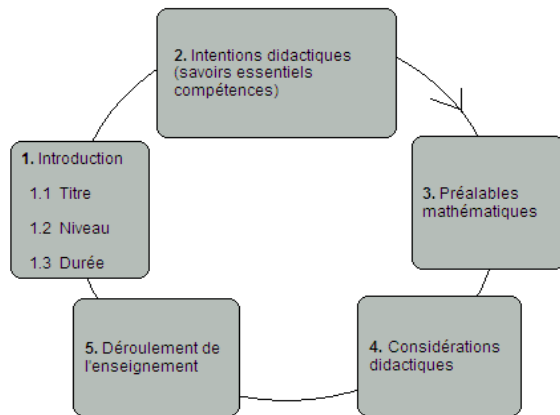 1. Introduction
1.1 Titre
1.2 Niveau
1.3 Durée
2. Intentions didactiques
(savoirs essentiels
compétences)
3. Préalables
mathématiques
4. Considérations
didactiques
5. Déroulement de
l'enseignement